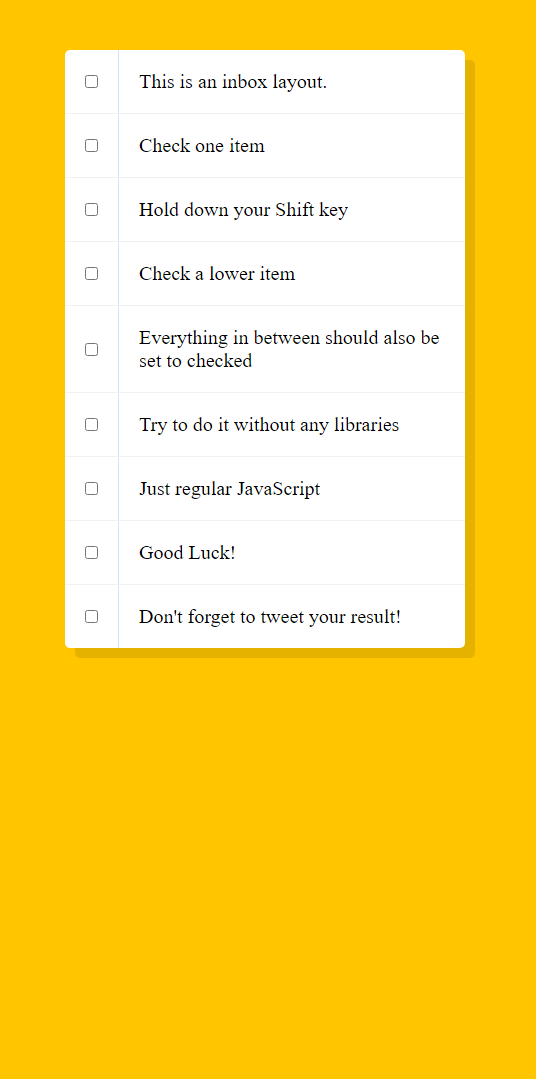 This is an inbox layout.
Check one item
Hold down your Shift key
Check a lower item
Everything in between should also be
set to checked
Try to do it without any libraries
Just regular JavaScript
Good Luck!
Don't forget to tweet your result!